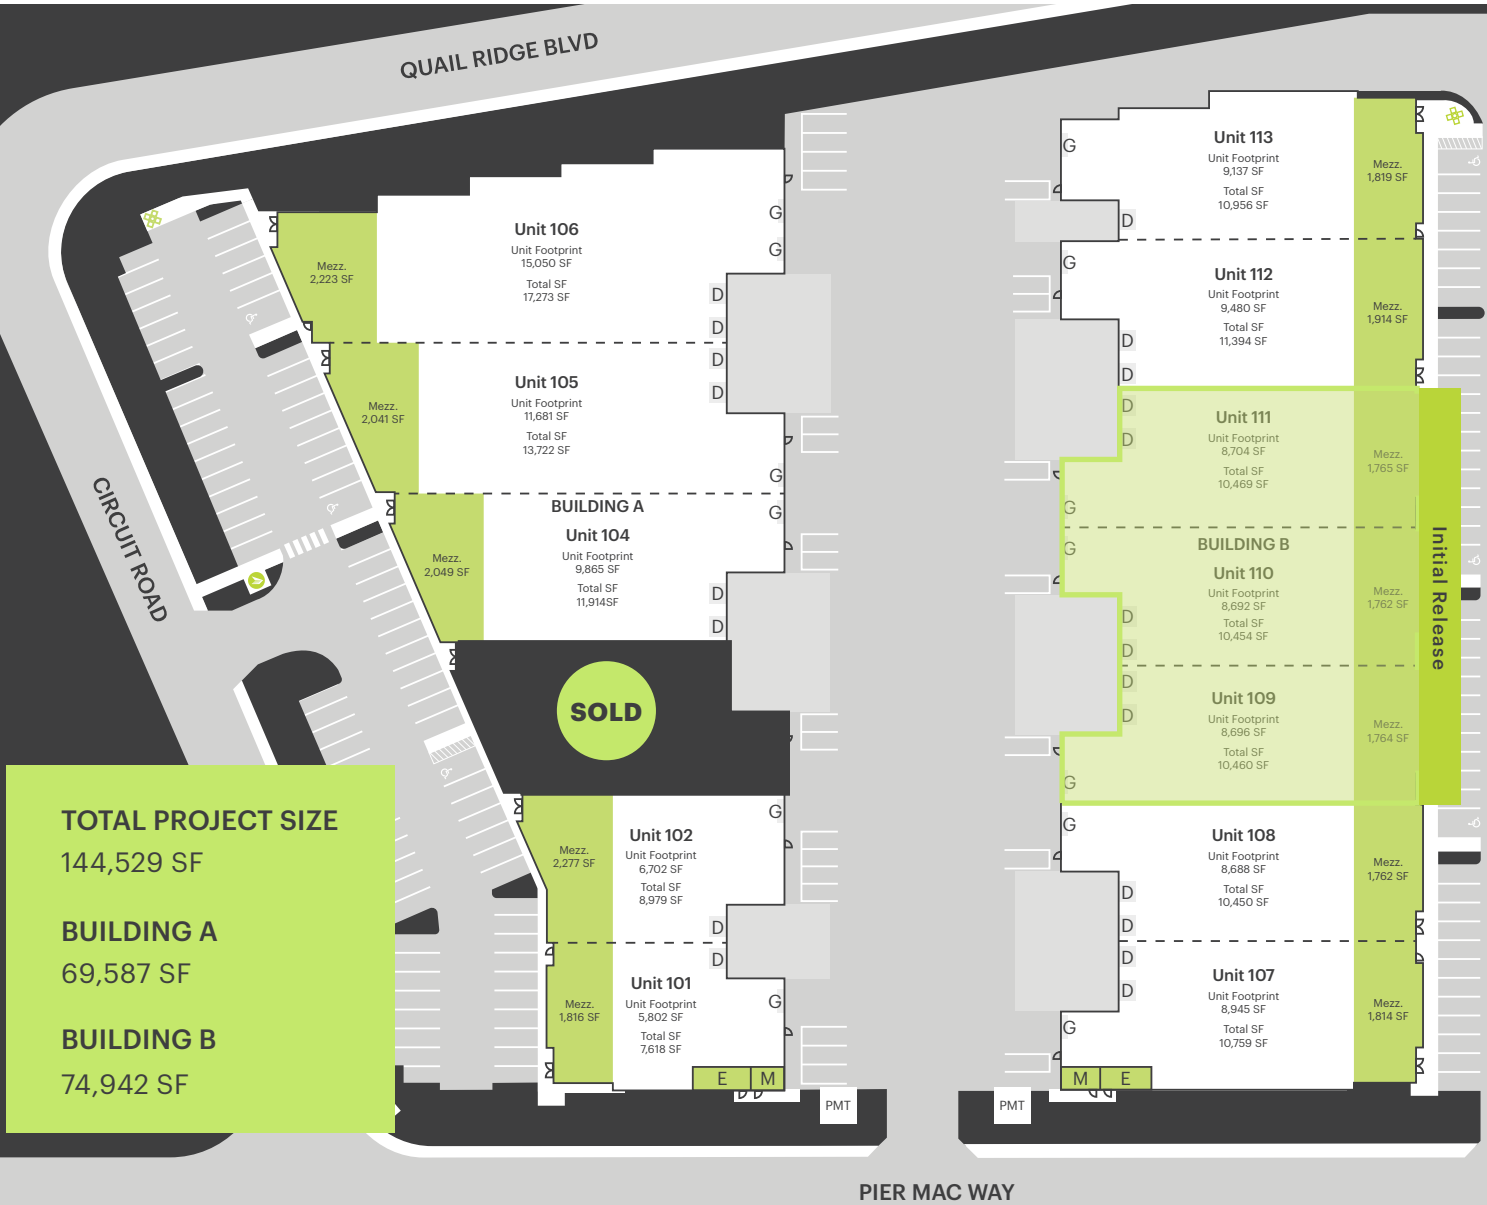 QUAIL RIDGE BLVD
CIRCUIT ROAD
Unit 106
Unit Footprint
15,050 SF
Total SF
17,273 SF
Mezz.
2,223 SF
G
G
D
D
Unit 105
Unit Footprint
11,681 SF
Total SF
13,722 SF
Mezz.
2,041 SF
D
D
G
BUILDING A
Unit 104
Unit Footprint
9,865 SF
Total SF
11,914SF
Mezz.
2,049 SF
G
D
D
SOLD
Unit 102
Unit Footprint
6,702 SF
Total SF
8,979 SF
Mezz.
2,277 SF
G
D
Unit 101
Unit Footprint
5,802 SF
Total SF
7,618 SF
Mezz.
1,816 SF
D
G
E
M
PMT
Unit 113
Unit Footprint
9,137 SF
Total SF
10,956 SF
Mezz.
1,819 SF
G
D
Unit 112
Unit Footprint
9,480 SF
Total SF
11,394 SF
Mezz.
1,914 SF
G
D
D
Unit 111
Unit Footprint
8,704 SF
Total SF
10,469 SF
Mezz.
1,765 SF
D
D
G
BUILDING B
Unit 110
Unit Footprint
8,692 SF
Total SF
10,454 SF
Mezz.
1,762 SF
G
D
D
Unit 109
Unit Footprint
8,696 SF
Total SF
10,460 SF
Mezz.
1,764 SF
D
D
G
Initial Release
Unit 108
Unit Footprint
8,688 SF
Total SF
10,450 SF
Mezz.
1,762 SF
G
D
D
Unit 107
Unit Footprint
8,945 SF
Total SF
10,759 SF
Mezz.
1,814 SF
D
D
G
M
E
PMT
TOTAL PROJECT SIZE
144,529 SF
BUILDING A
69,587 SF
BUILDING B
74,942 SF
PIER MAC WAY